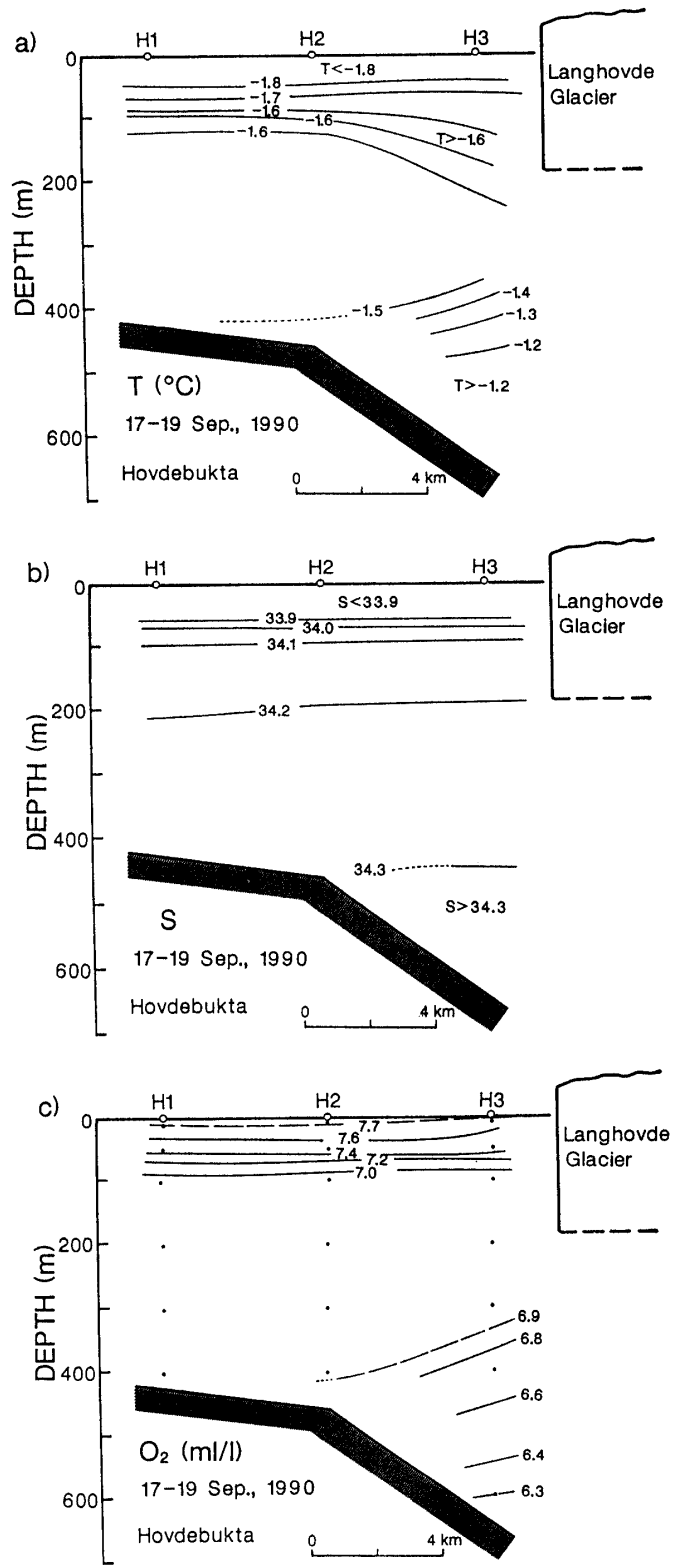 a)
H1 H2 H3
0
T<-1.8
-1.8
-1.7
-1.6
-1.6
-1.6
T>-1.6
Langhovde
Glacier
200
DEPTH (m)
400
-1.5
-1.4
-1.3
-1.2
T>-1.2
T (°C)
17-19 Sep., 1990
600
Hovdebukta
0 4 km
b)
H1 H2 H3
0
S<33.9
33.9
34.0
34.1
Langhovde
Glacier
200
34.2
DEPTH (m)
400
34.3
S>34.3
S
17-19 Sep., 1990
600
Hovdebukta
0 4 km
c)
H1 H2 H3
0
7.7
7.6
7.4
7.2
7.0
Langhovde
Glacier
200
DEPTH (m)
6.9
6.8
400
6.6
6.4
6.3
O₂ (ml/l)
17-19 Sep., 1990
600
Hovdebukta
0 4 km